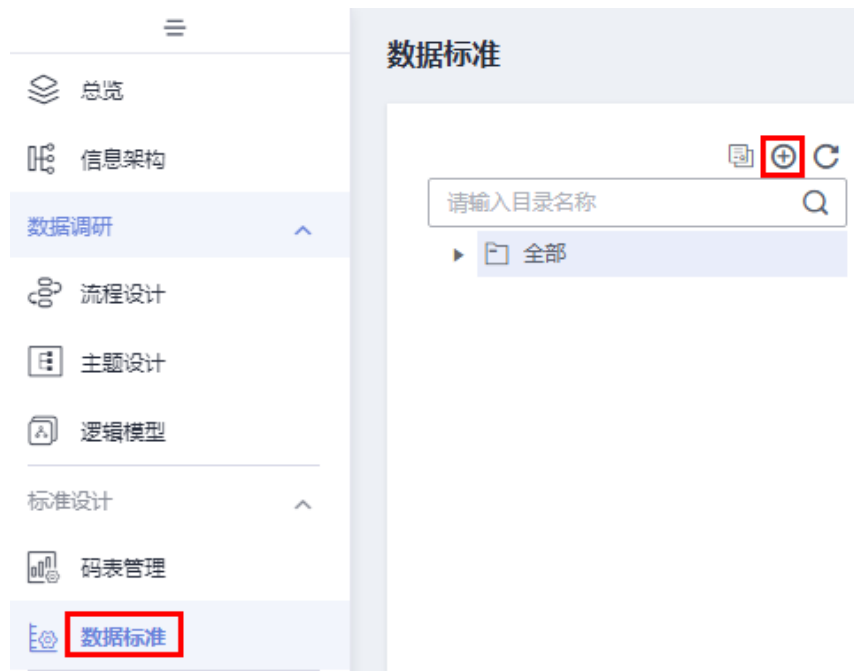 总览
信息架构
数据调研
流程设计
主题设计
逻辑模型
标准设计
码表管理
数据标准
数据标准
请输入目录名称
全部